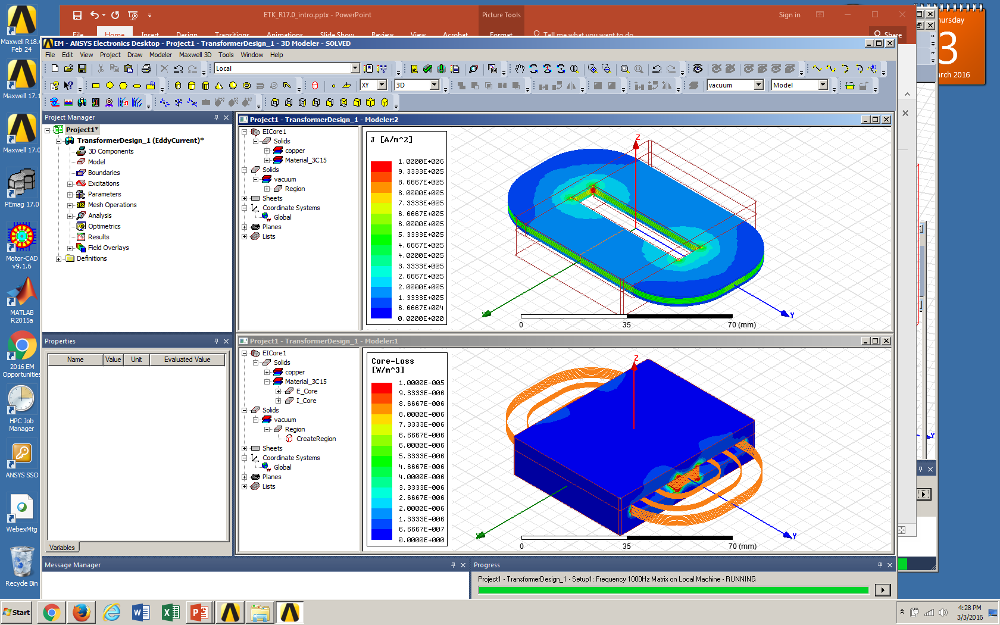 ETK_R17.0_intro.pptx - PowerPoint
Picture Tools
Sign in
File Home Insert Design Transitions Animations Slide Show Review View Acrobat Format Tell me what you want to do Share
EM - ANSYS Electronics Desktop - Project1 - TransformerDesign_1 - 3D Modeler - SOLVED
File Edit View Project Draw Modeler Maxwell 3D Tools Window Help
Local
XY 3D vacuum Model
Maxwell R18.
Feb 24
Maxwell 17.1
Maxwell 17.0
PEmag 17.0
Motor-CAD
v9.1.6
MATLAB
R2015a
2016 EM
Opportunities
HPC Job
Manager
ANSYS SSO
WebexMtg
Recycle Bin
Project Manager
Project1*
TransformerDesign_1 (EddyCurrent)*
3D Components
Model
Boundaries
Excitations
Parameters
Mesh Operations
Analysis
Optimetrics
Results
Field Overlays
Definitions
Properties
Name Value Unit Evaluated Value
Variables
Project1 - TransformerDesign_1 - Modeler:2
EICore1
Solids
copper
Material_3C15
Solids
vacuum
Region
Sheets
Coordinate Systems
Global
Planes
Lists
J [A/m^2]
1.0000E+006
9.3333E+005
8.6667E+005
8.0000E+005
7.3333E+005
6.6667E+005
6.0000E+005
5.3333E+005
4.6667E+005
4.0000E+005
3.3333E+005
2.6667E+005
2.0000E+005
1.3333E+005
6.6667E+004
0.0000E+000
Z
Y
0 35 70 (mm)
Project1 - TransformerDesign_1 - Modeler:1
EICore1
Solids
copper
Material_3C15
E_Core
I_Core
Solids
vacuum
Region
CreateRegion
Sheets
Coordinate Systems
Global
Planes
Lists
Core-Loss
[W/m^3]
1.0000E-005
9.3333E-006
8.6667E-006
8.0000E-006
7.3333E-006
6.6667E-006
6.0000E-006
5.3333E-006
4.6667E-006
4.0000E-006
3.3333E-006
2.6667E-006
2.0000E-006
1.3333E-006
6.6667E-007
0.0000E+000
Z
Y
0 35 70 (mm)
Message Manager
Progress
Project1 - TransformerDesign_1 - Setup1: Frequency 1000Hz Matrix on Local Machine - RUNNING
Start
4:28 PM
3/3/2016
ursday
3
arch 2016